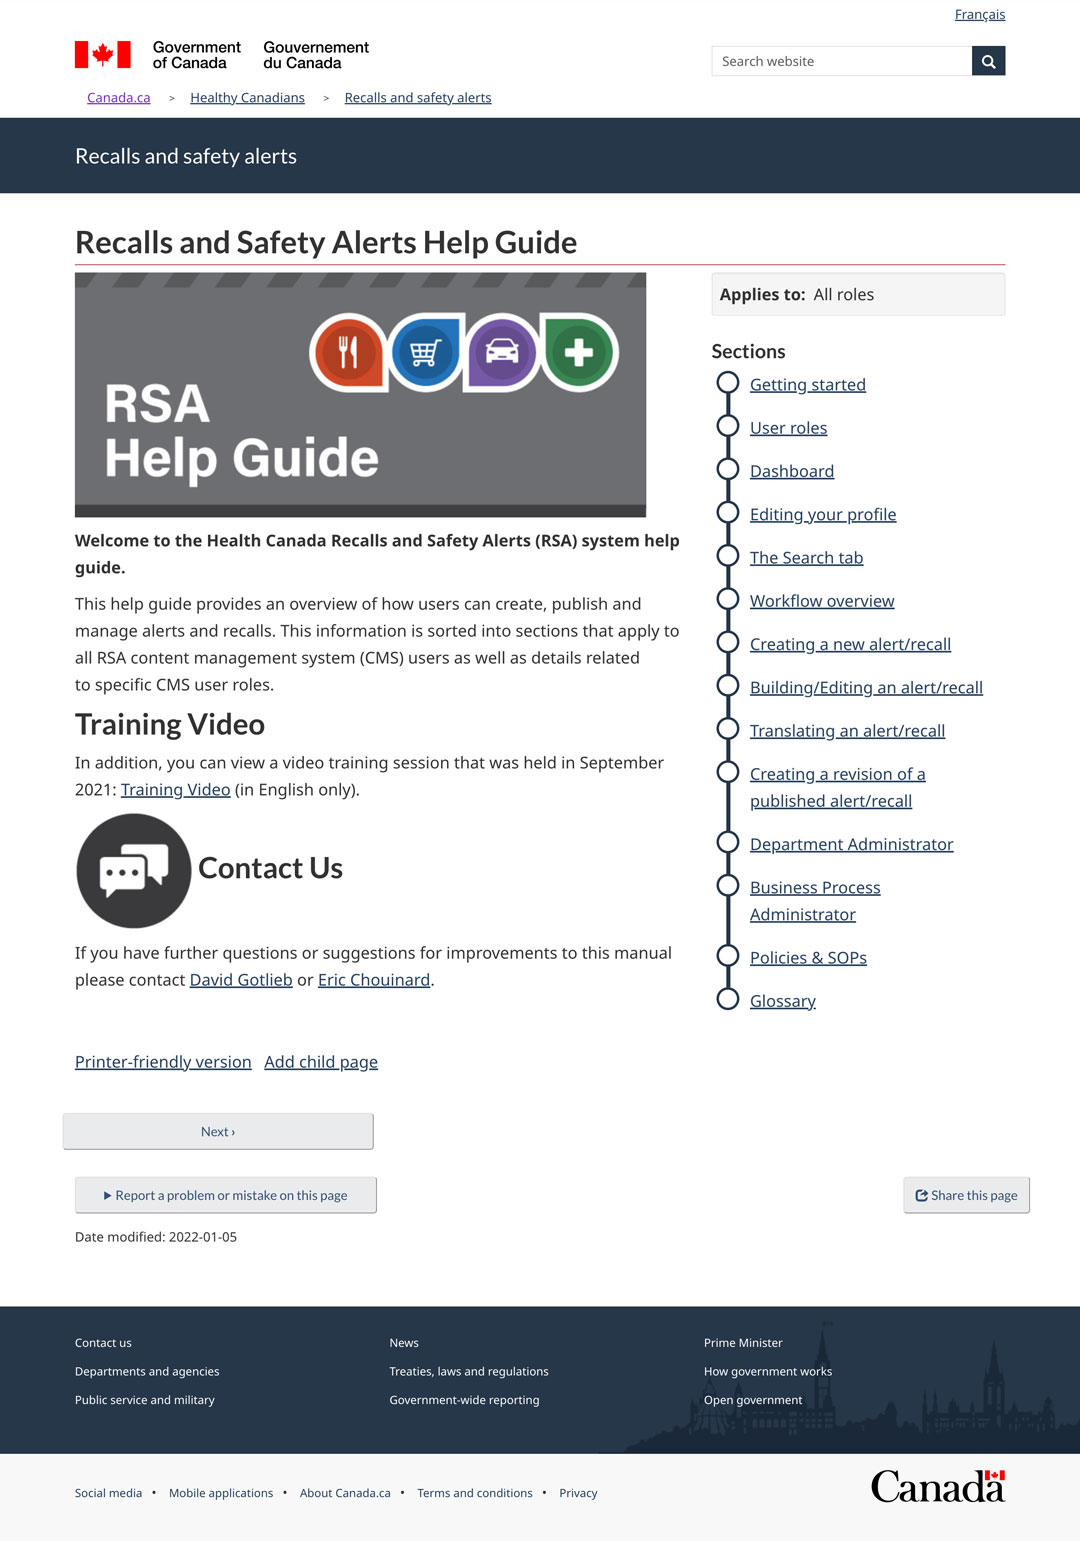 Français
Government of Canada
Gouvernement du Canada
Search website
Canada.ca > Healthy Canadians > Recalls and safety alerts
Recalls and safety alerts
Recalls and Safety Alerts Help Guide
RSA
Help Guide
Welcome to the Health Canada Recalls and Safety Alerts (RSA) system help
guide.
This help guide provides an overview of how users can create, publish and
manage alerts and recalls. This information is sorted into sections that apply to
all RSA content management system (CMS) users as well as details related
to specific CMS user roles.
Training Video
In addition, you can view a video training session that was held in September
2021: Training Video (in English only).
Contact Us
If you have further questions or suggestions for improvements to this manual
please contact David Gotlieb or Eric Chouinard.
Applies to: All roles
Sections
Getting started
User roles
Dashboard
Editing your profile
The Search tab
Workflow overview
Creating a new alert/recall
Building/Editing an alert/recall
Translating an alert/recall
Creating a revision of a
published alert/recall
Department Administrator
Business Process
Administrator
Policies & SOPs
Glossary
Printer-friendly version Add child page
Next ›
Report a problem or mistake on this page
Share this page
Date modified: 2022-01-05
Contact us
Departments and agencies
Public service and military
News
Treaties, laws and regulations
Government-wide reporting
Prime Minister
How government works
Open government
Social media • Mobile applications • About Canada.ca • Terms and conditions • Privacy
Canada